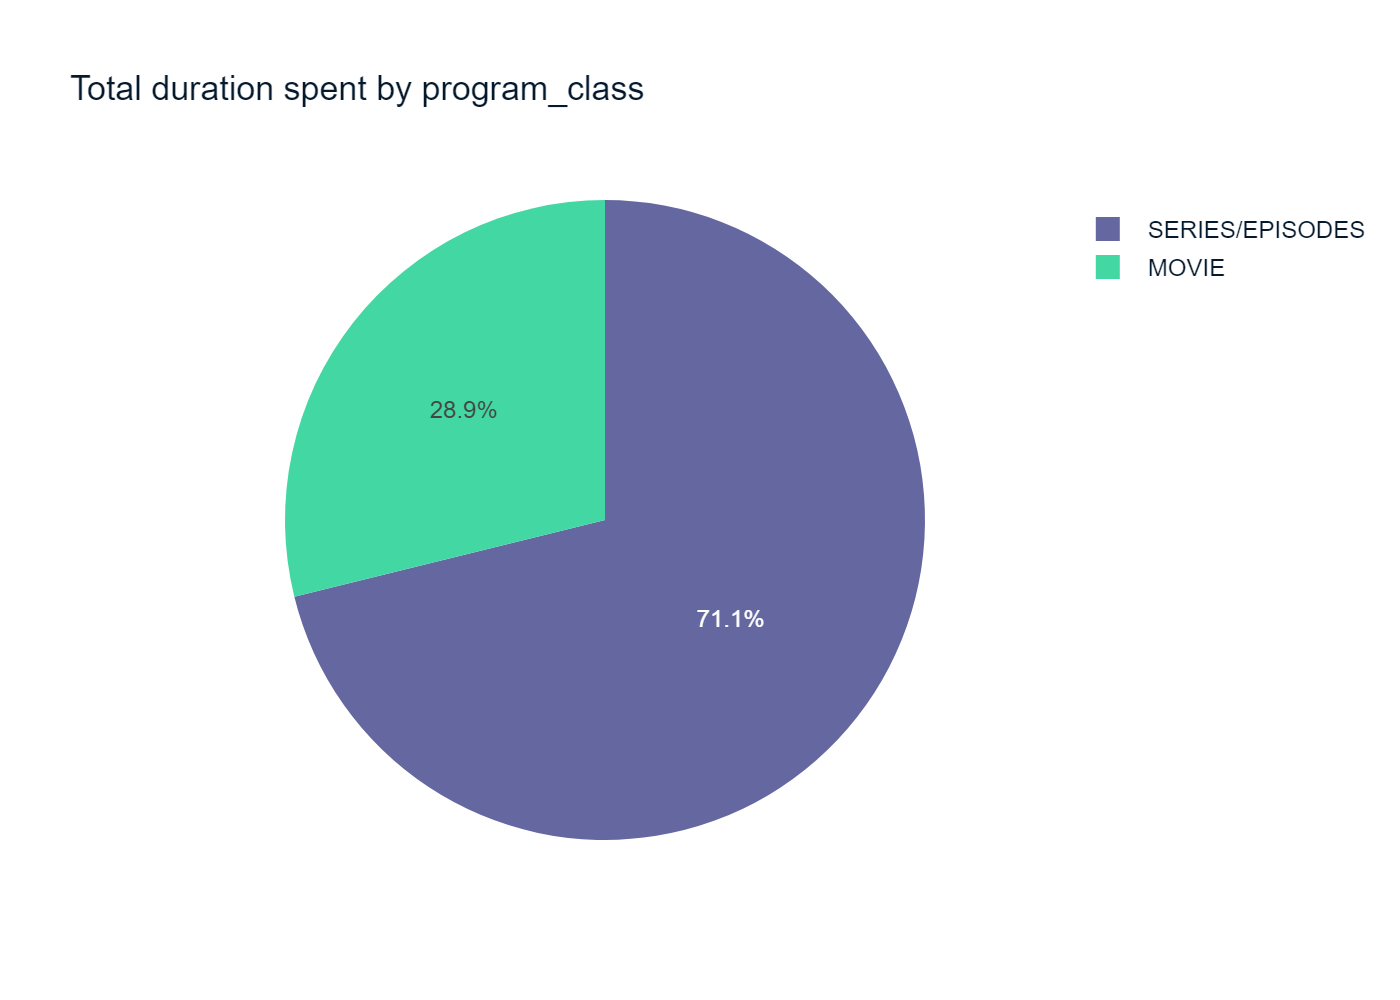 Total duration spent by program_class
SERIES/EPISODES
MOVIE
28.9%
71.1%